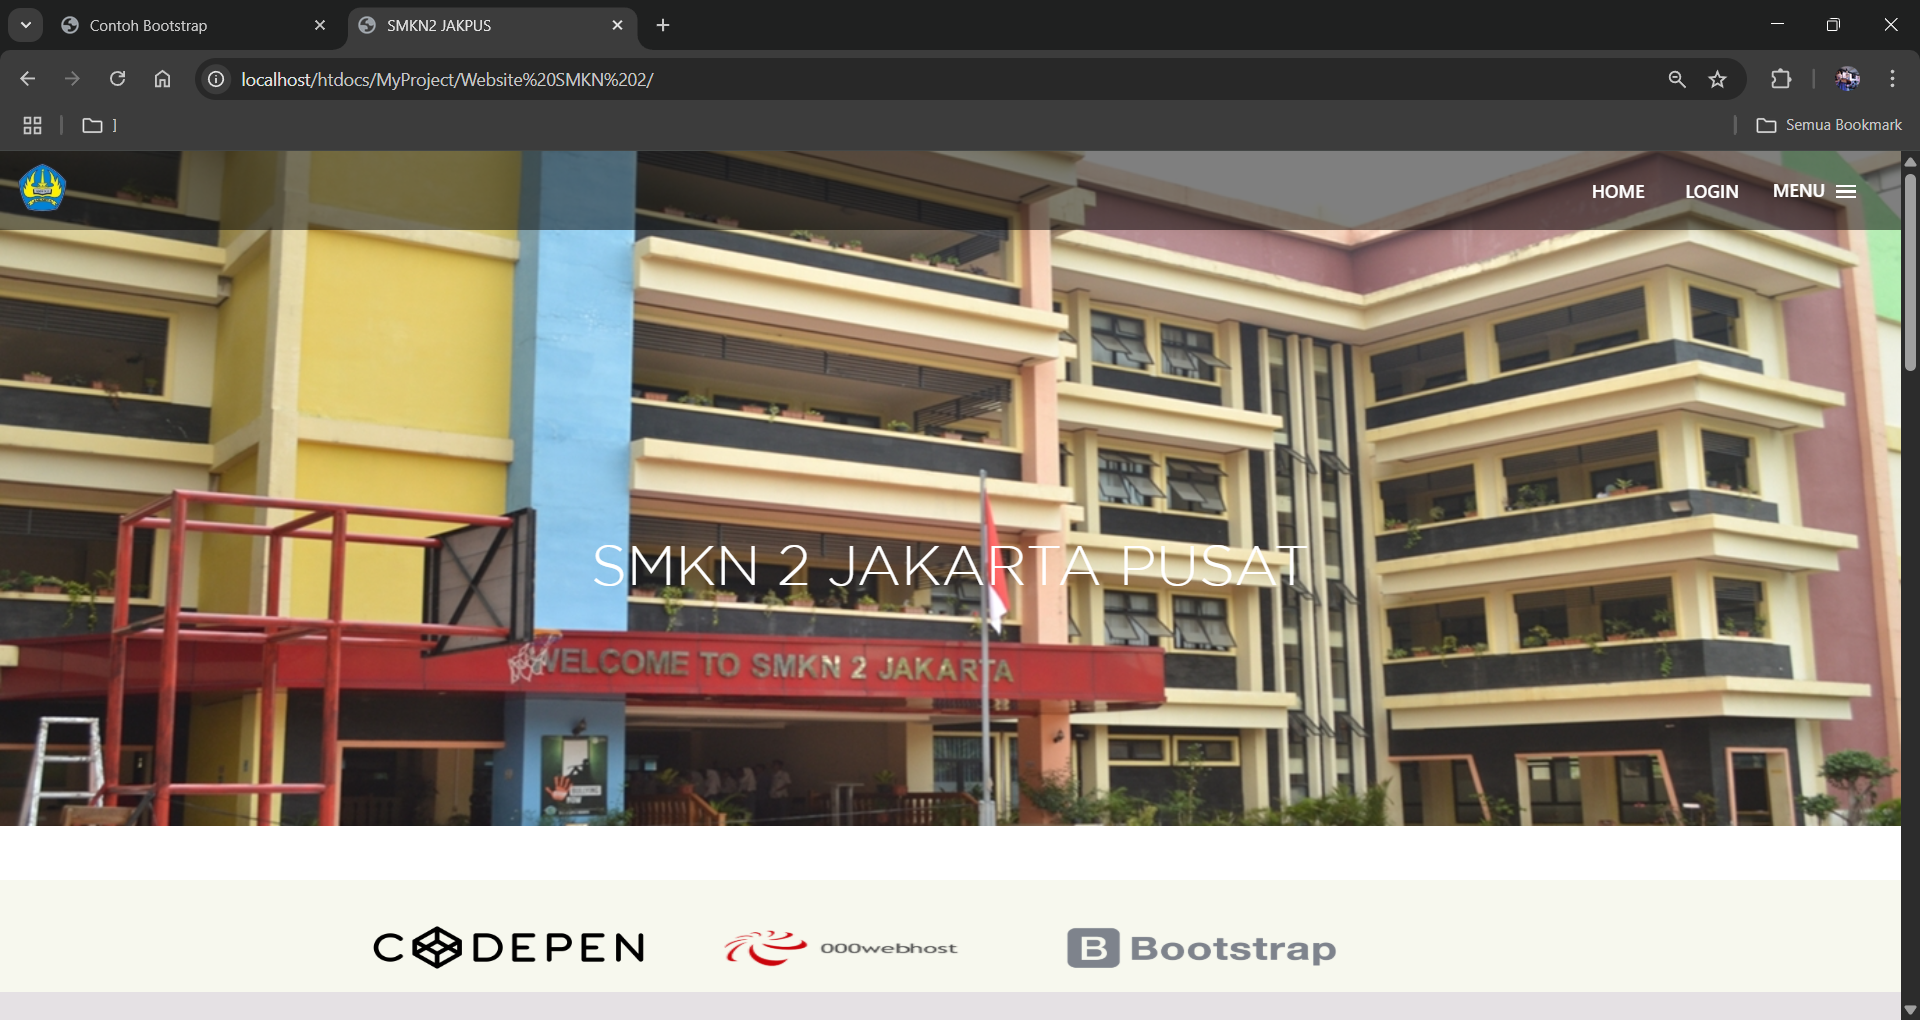 Contoh Bootstrap
SMKN2 JAKPUS
localhost/htdocs/MyProject/Website%20SMKN%202/
]
Semua Bookmark
HOME
LOGIN
MENU
SMKN 2 JAKARTA PUSAT
WELCOME TO SMKN 2 JAKARTA
CODEPEN
000webhost
B Bootstrap